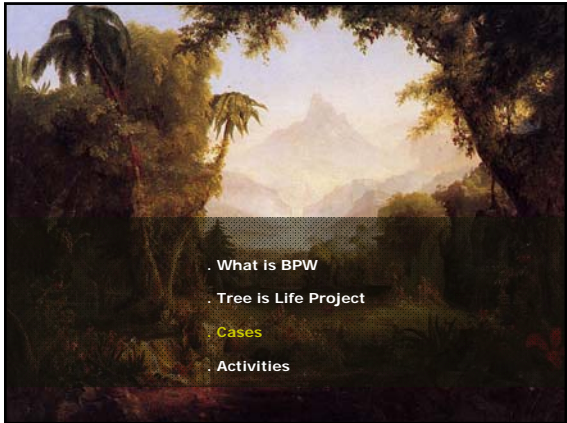 . What is BPW
. Tree is Life Project
. Cases
. Activities